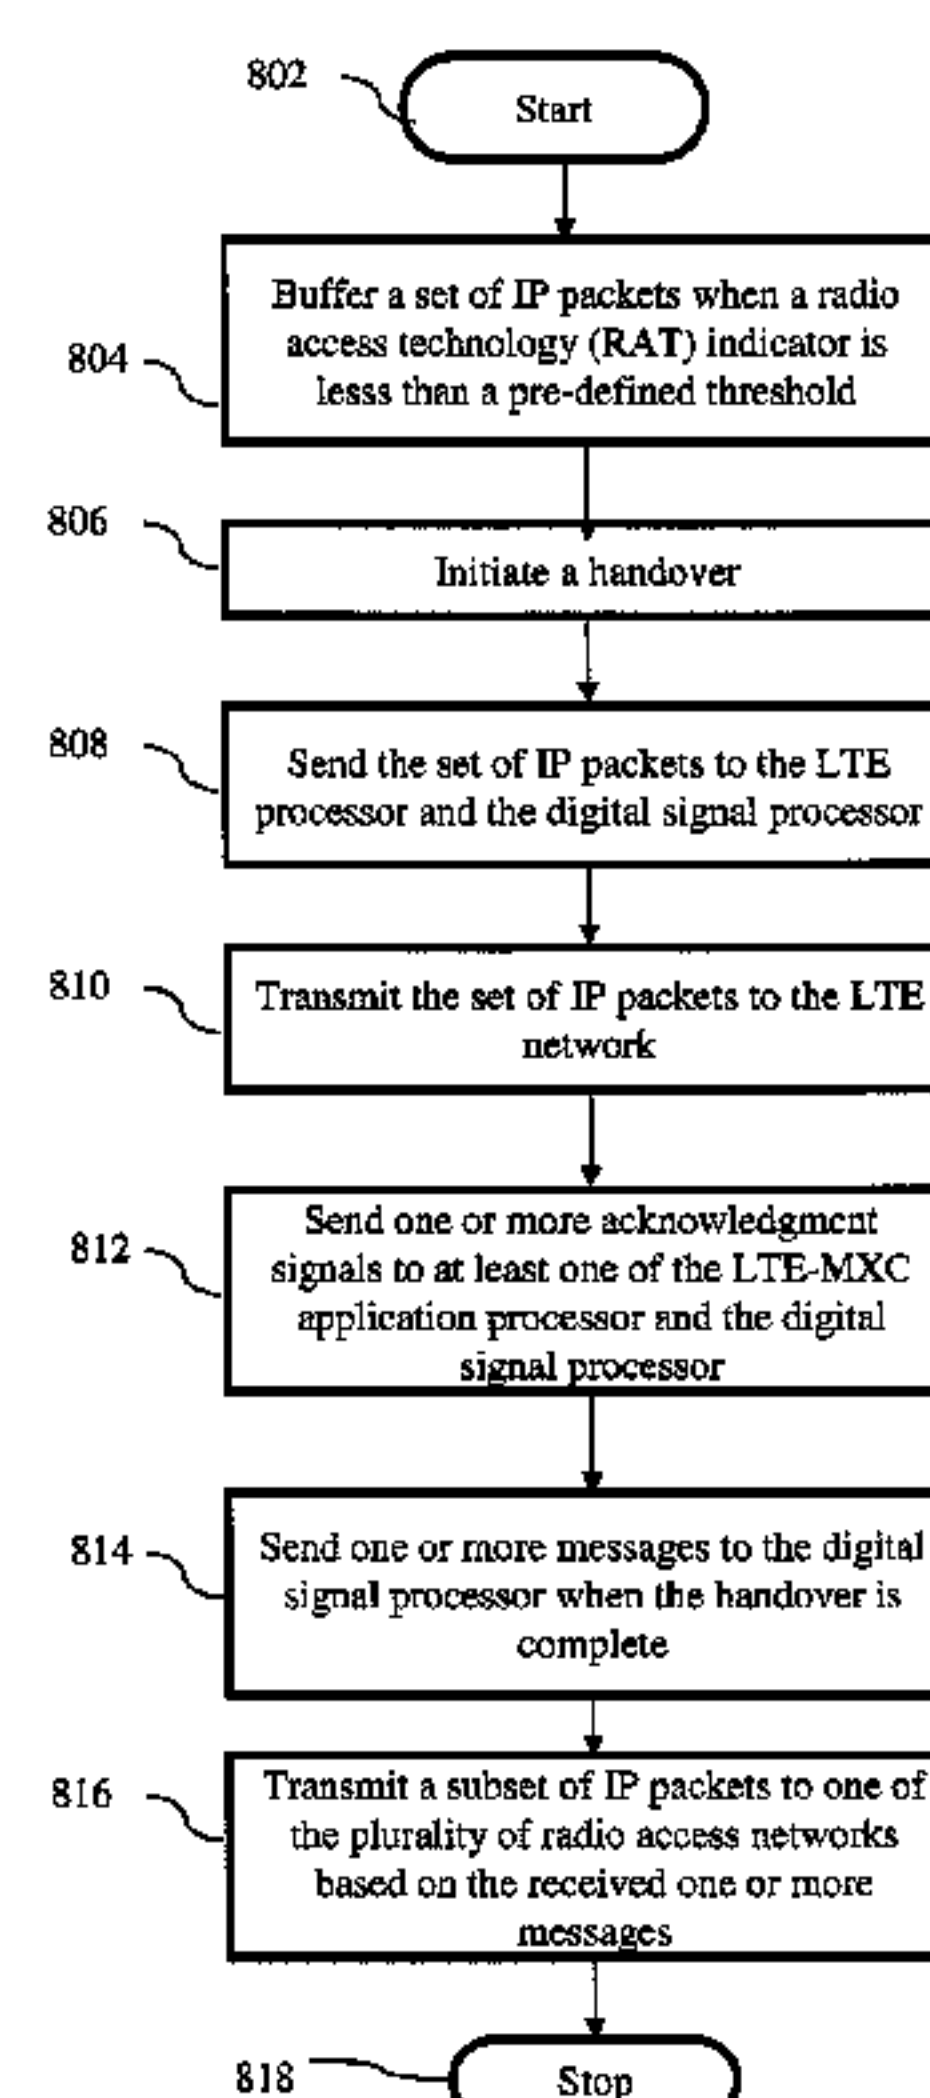 802
Start
Buffer a set of IP packets when a radio
access technology (RAT) indicator is
lesss than a pre-defined threshold
804
806
Initiate a handover
808
Send the set of IP packets to the LTE
processor and the digital signal processor
810
Transmit the set of IP packets to the LTE
network
812
Send one or more acknowledgment
signals to at least one of the LTE-MXC
application processor and the digital
signal processor
814
Send one or more messages to the digital
signal processor when the handover is
complete
816
Transmit a subset of IP packets to one of
the plurality of radio access networks
based on the received one or more
messages
818
Stop